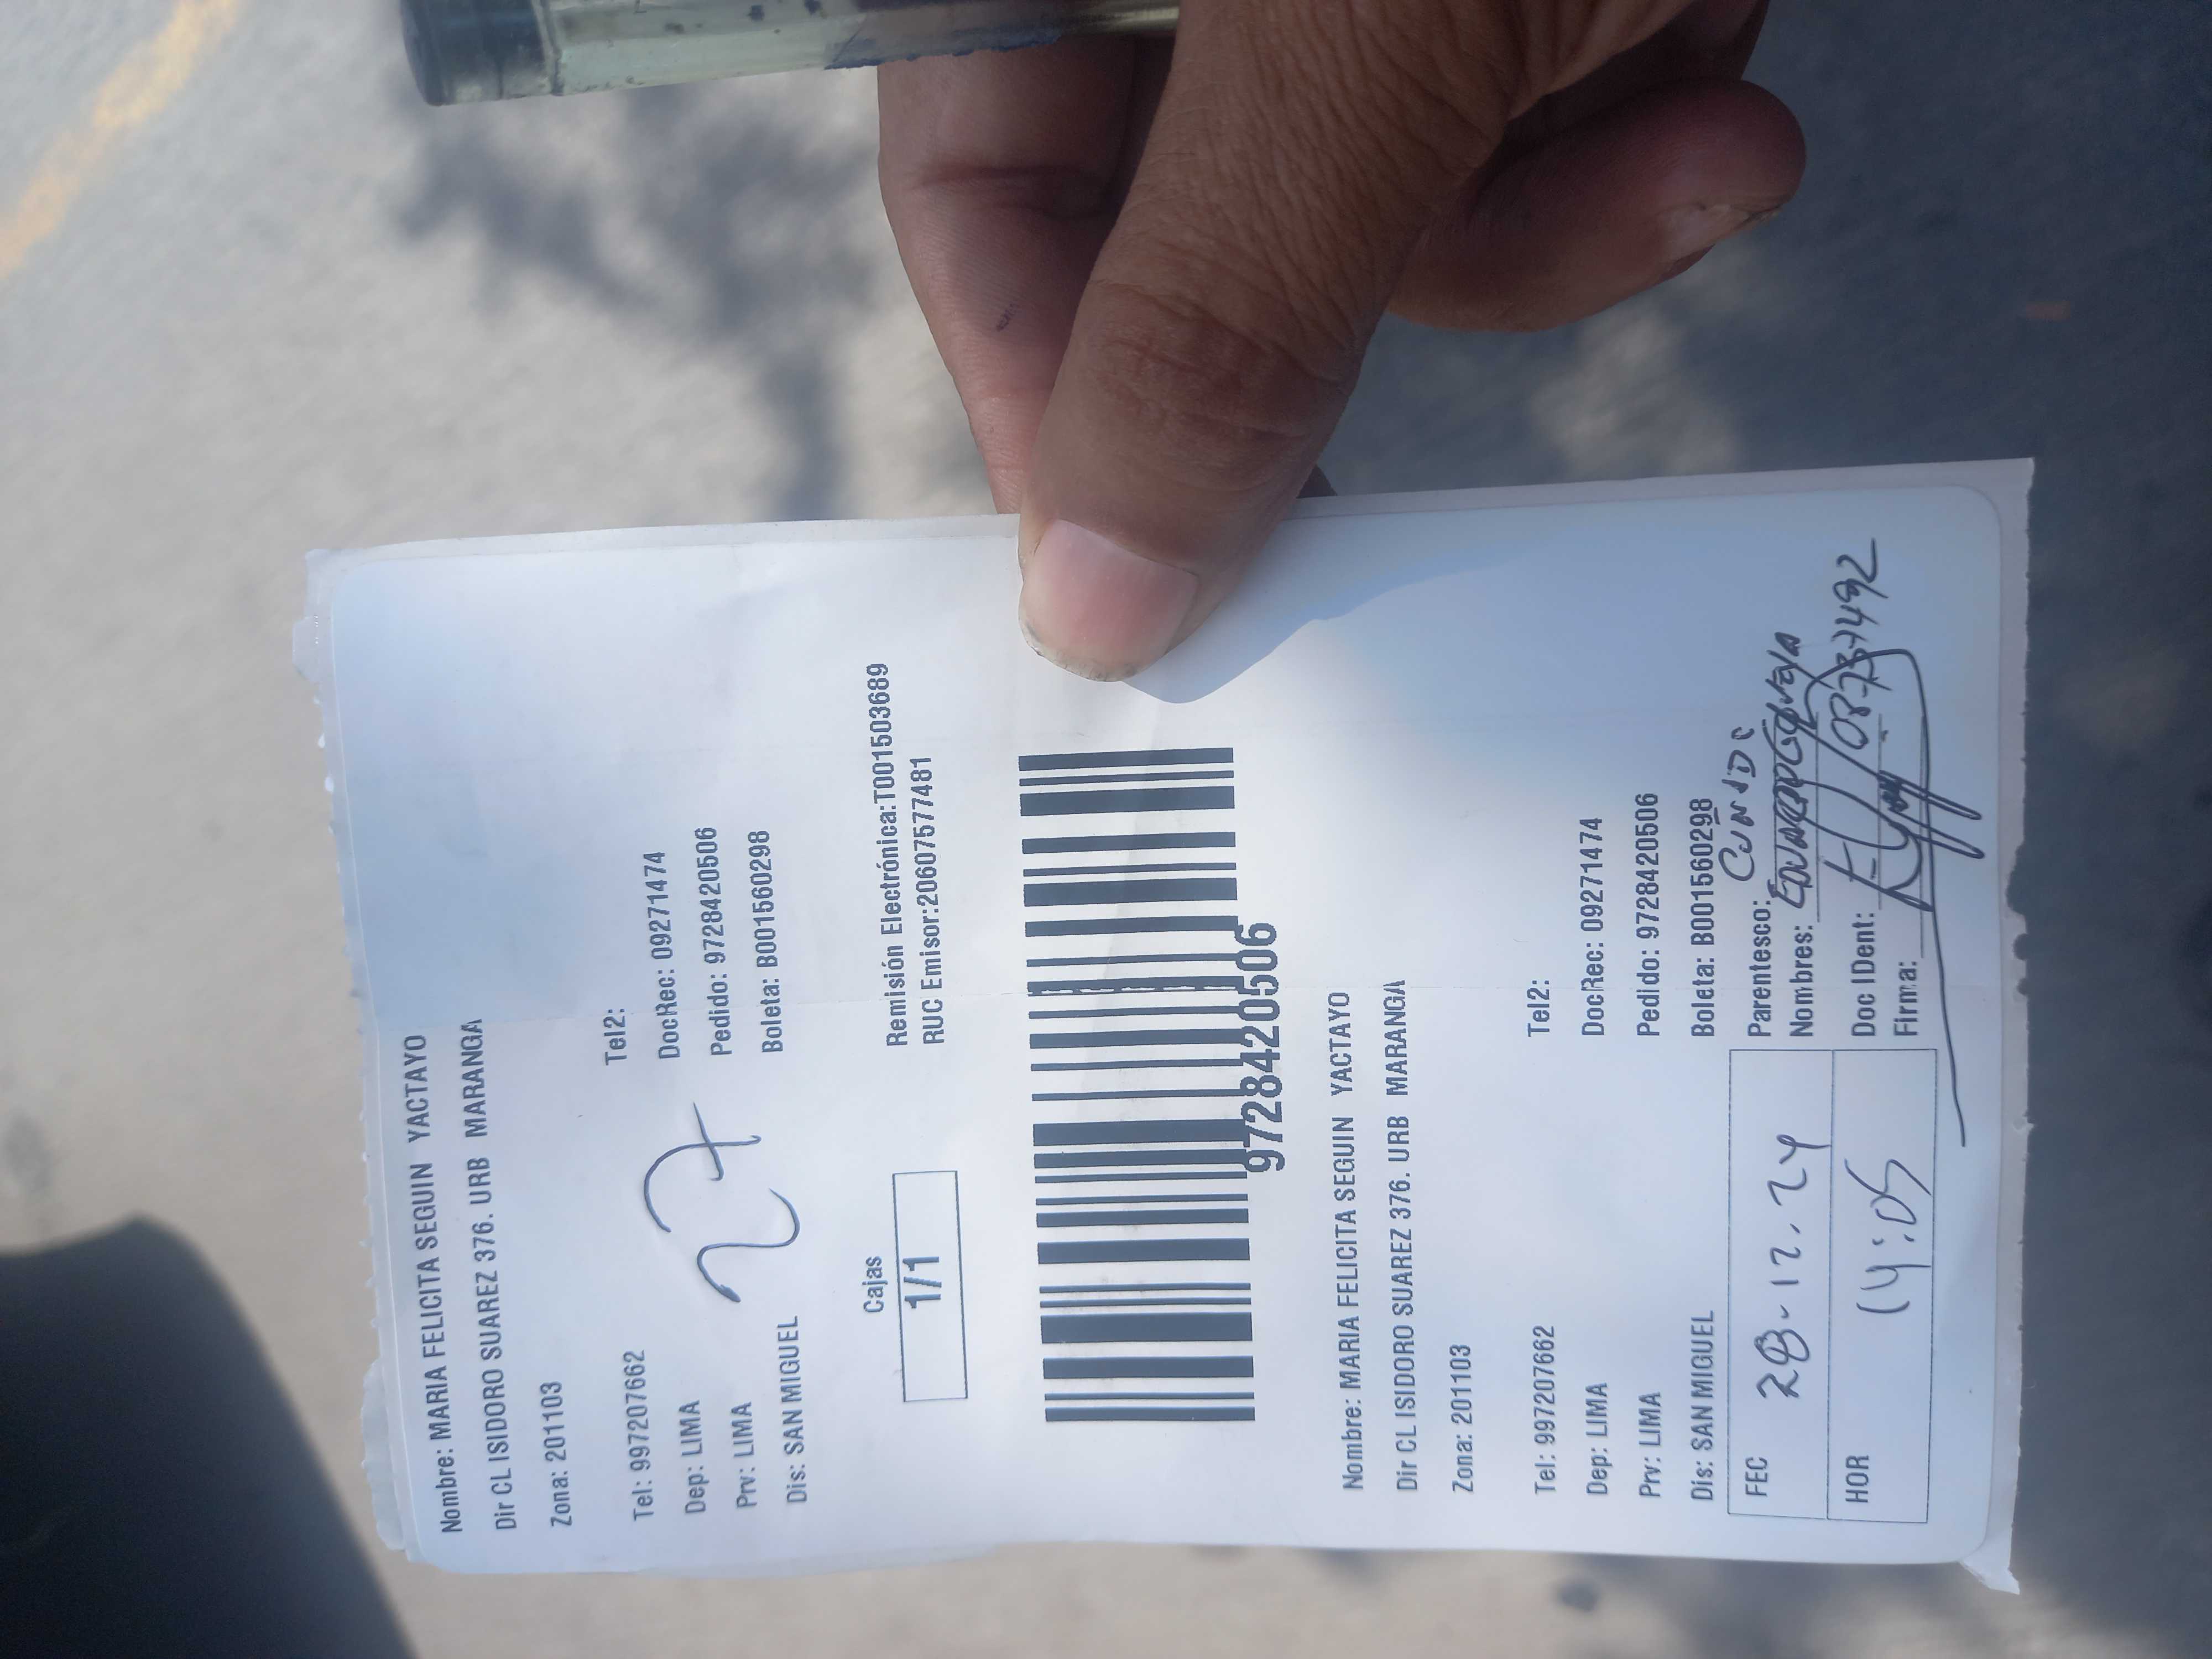 Nombre: MARIA FELICITA SEGUIN YACTAYO
Dir CL ISIDORO SUAREZ 376. URB MARANGA
Zona: 201103
Tel: 997207662 Tel2:
Dep: LIMA DocRec: 09271474
Prv: LIMA Pedido: 9728420506
Dis: SAN MIGUEL Boleta: B001560298
27
Cajas
1/1
Remisión Electrónica:T001503689
RUC Emisor:20607577481
9728420506
Nombre: MARIA FELICITA SEGUIN YACTAYO
Dir CL ISIDORO SUAREZ 376. URB MARANGA
Zona: 201103
Tel: 997207662 Tel2:
Dep: LIMA DocRec: 09271474
Prv: LIMA Pedido: 9728420506
Dis: SAN MIGUEL Boleta: B001560298
FEC 28-12.24
HOR 14:05
Parentesco:
Nombres:
Doc IDent:
Firma: